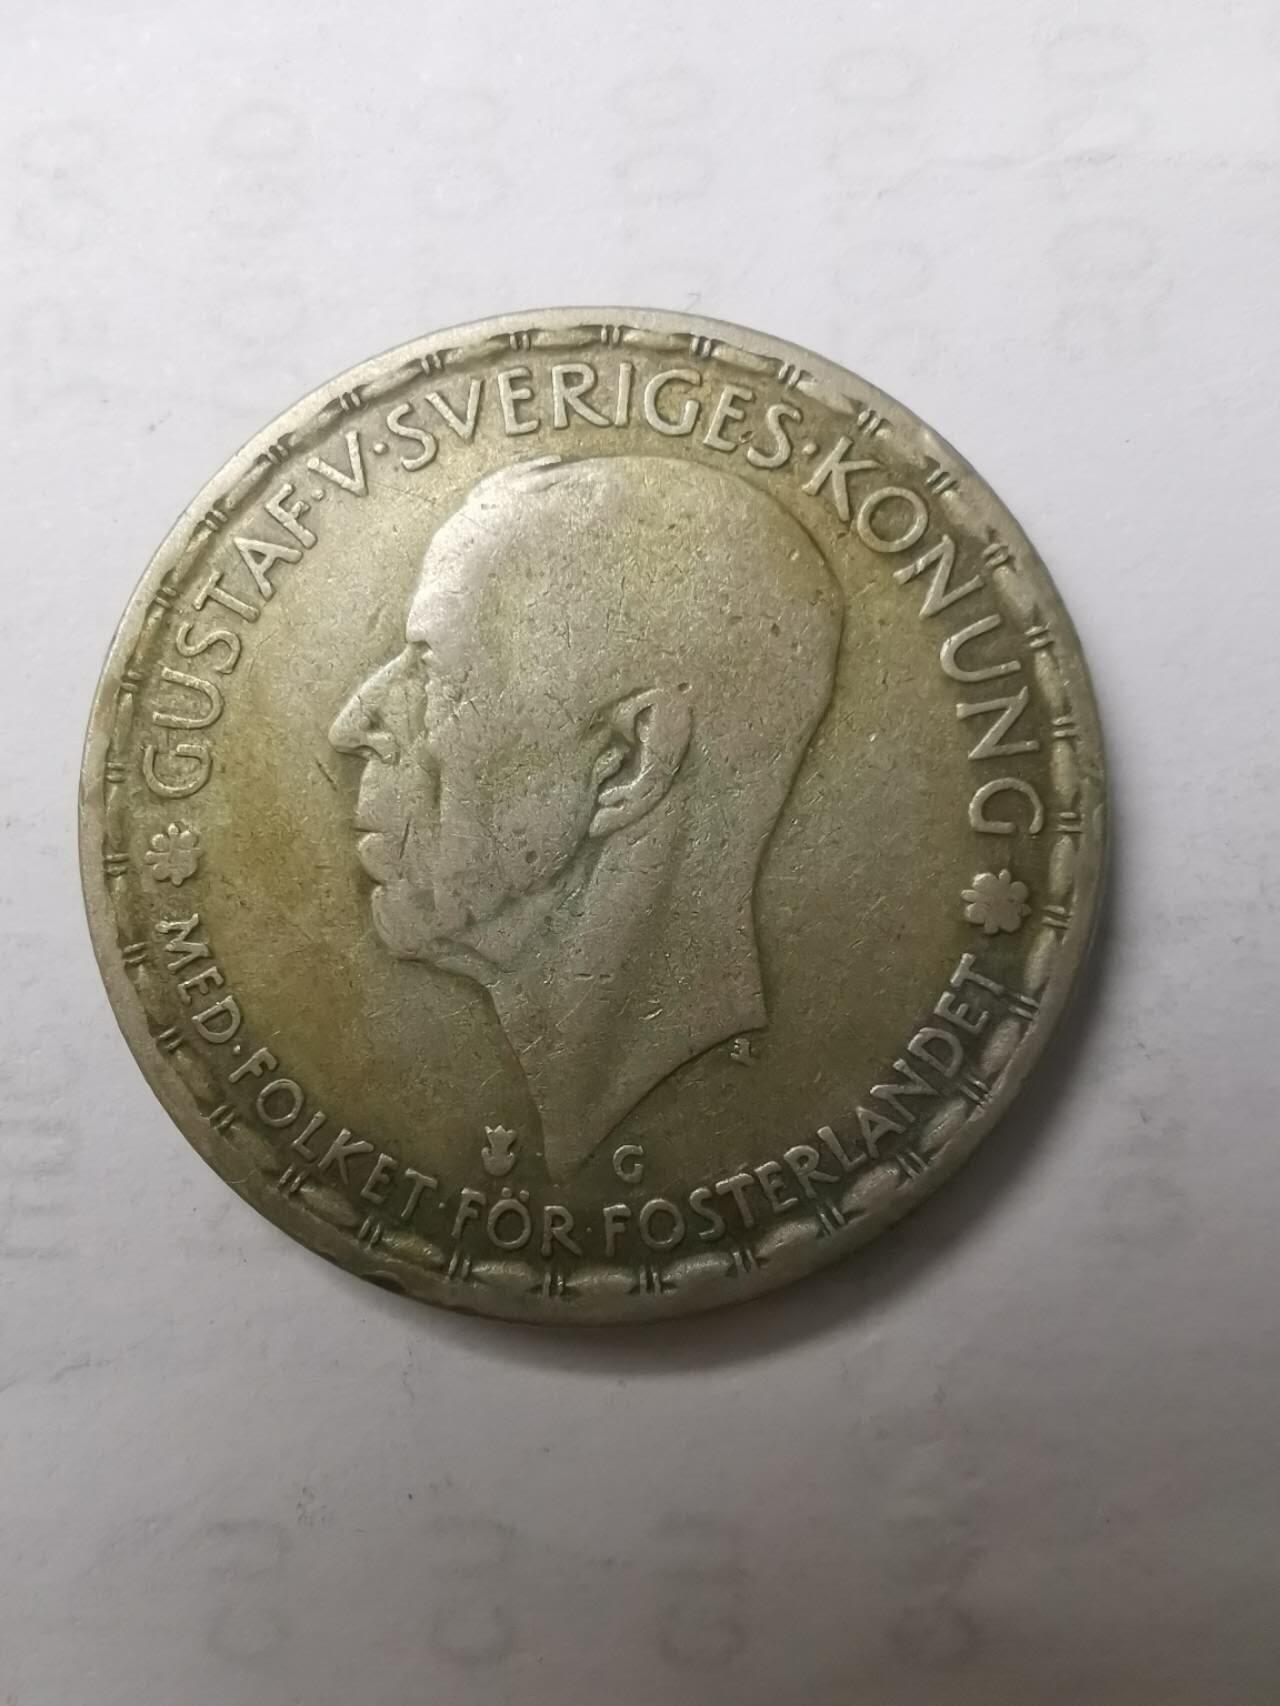 GUSTAF·V·SVERIGES·KONUNG
MED·FOLKET·FÖR·FOSTERLANDET
G